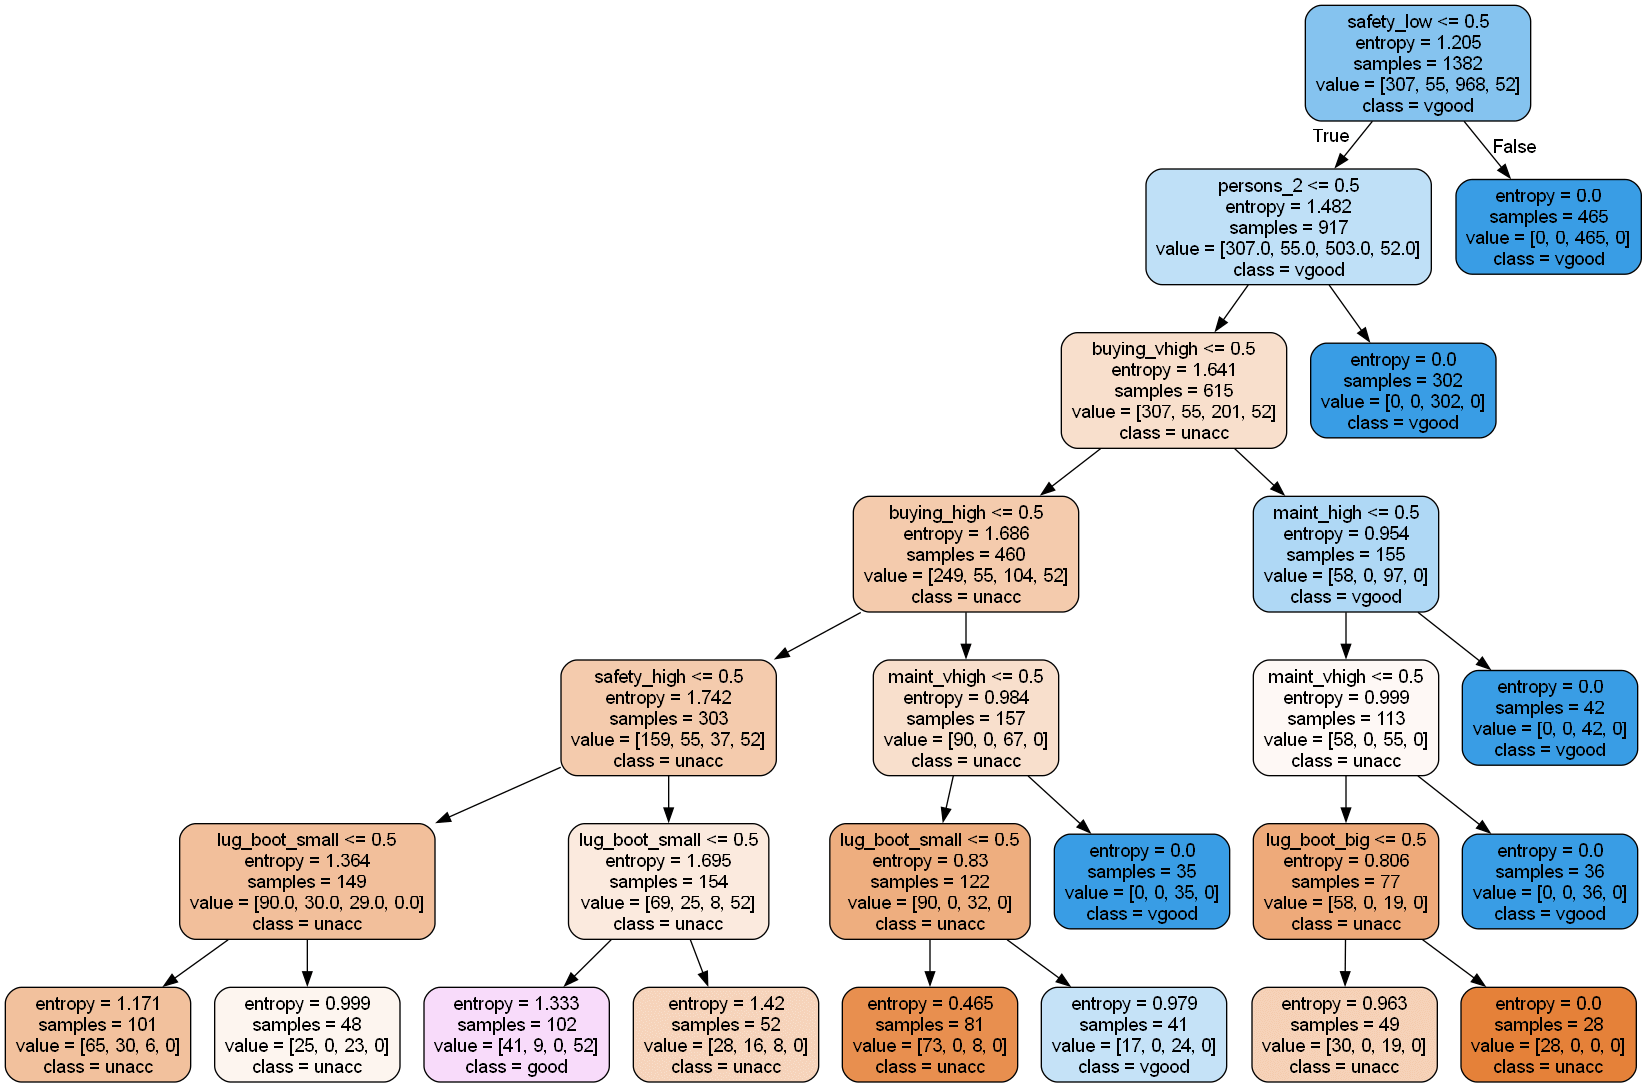 safety_low <= 0.5
entropy = 1.205
samples = 1382
value = [307, 55, 968, 52]
class = vgood
True
False
persons_2 <= 0.5
entropy = 1.482
samples = 917
value = [307.0, 55.0, 503.0, 52.0]
class = vgood
entropy = 0.0
samples = 465
value = [0, 0, 465, 0]
class = vgood
buying_vhigh <= 0.5
entropy = 1.641
samples = 615
value = [307, 55, 201, 52]
class = unacc
entropy = 0.0
samples = 302
value = [0, 0, 302, 0]
class = vgood
buying_high <= 0.5
entropy = 1.686
samples = 460
value = [249, 55, 104, 52]
class = unacc
maint_high <= 0.5
entropy = 0.954
samples = 155
value = [58, 0, 97, 0]
class = vgood
safety_high <= 0.5
entropy = 1.742
samples = 303
value = [159, 55, 37, 52]
class = unacc
maint_vhigh <= 0.5
entropy = 0.984
samples = 157
value = [90, 0, 67, 0]
class = unacc
maint_vhigh <= 0.5
entropy = 0.999
samples = 113
value = [58, 0, 55, 0]
class = unacc
entropy = 0.0
samples = 42
value = [0, 0, 42, 0]
class = vgood
lug_boot_small <= 0.5
entropy = 1.364
samples = 149
value = [90.0, 30.0, 29.0, 0.0]
class = unacc
lug_boot_small <= 0.5
entropy = 1.695
samples = 154
value = [69, 25, 8, 52]
class = unacc
lug_boot_small <= 0.5
entropy = 0.83
samples = 122
value = [90, 0, 32, 0]
class = unacc
entropy = 0.0
samples = 35
value = [0, 0, 35, 0]
class = vgood
lug_boot_big <= 0.5
entropy = 0.806
samples = 77
value = [58, 0, 19, 0]
class = unacc
entropy = 0.0
samples = 36
value = [0, 0, 36, 0]
class = vgood
entropy = 1.171
samples = 101
value = [65, 30, 6, 0]
class = unacc
entropy = 0.999
samples = 48
value = [25, 0, 23, 0]
class = unacc
entropy = 1.333
samples = 102
value = [41, 9, 0, 52]
class = good
entropy = 1.42
samples = 52
value = [28, 16, 8, 0]
class = unacc
entropy = 0.465
samples = 81
value = [73, 0, 8, 0]
class = unacc
entropy = 0.979
samples = 41
value = [17, 0, 24, 0]
class = vgood
entropy = 0.963
samples = 49
value = [30, 0, 19, 0]
class = unacc
entropy = 0.0
samples = 28
value = [28, 0, 0, 0]
class = unacc